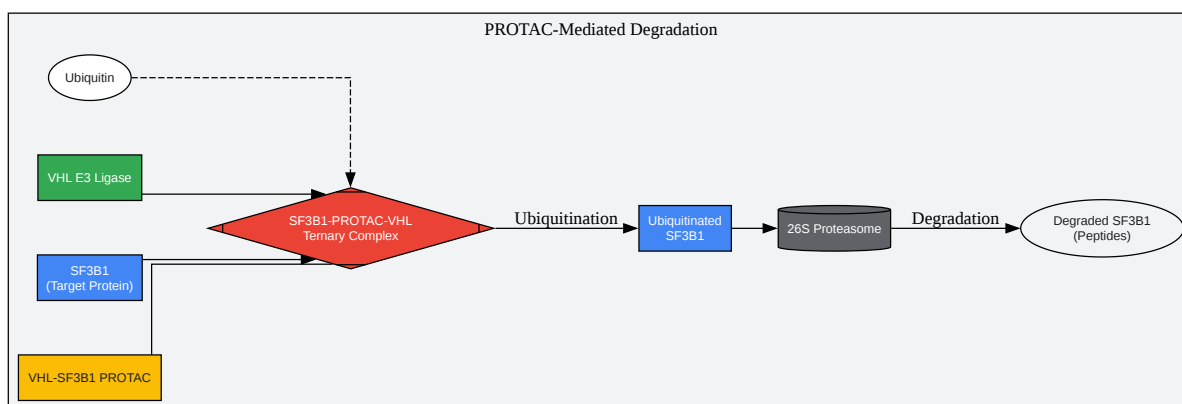 PROTAC-Mediated Degradation
Ubiquitin
VHL E3 Ligase
SF3B1-PROTAC-VHL
Ternary Complex
Ubiquitination
Ubiquitinated
SF3B1
26S Proteasome
Degradation
Degraded SF3B1
(Peptides)
SF3B1
(Target Protein)
VHL-SF3B1 PROTAC